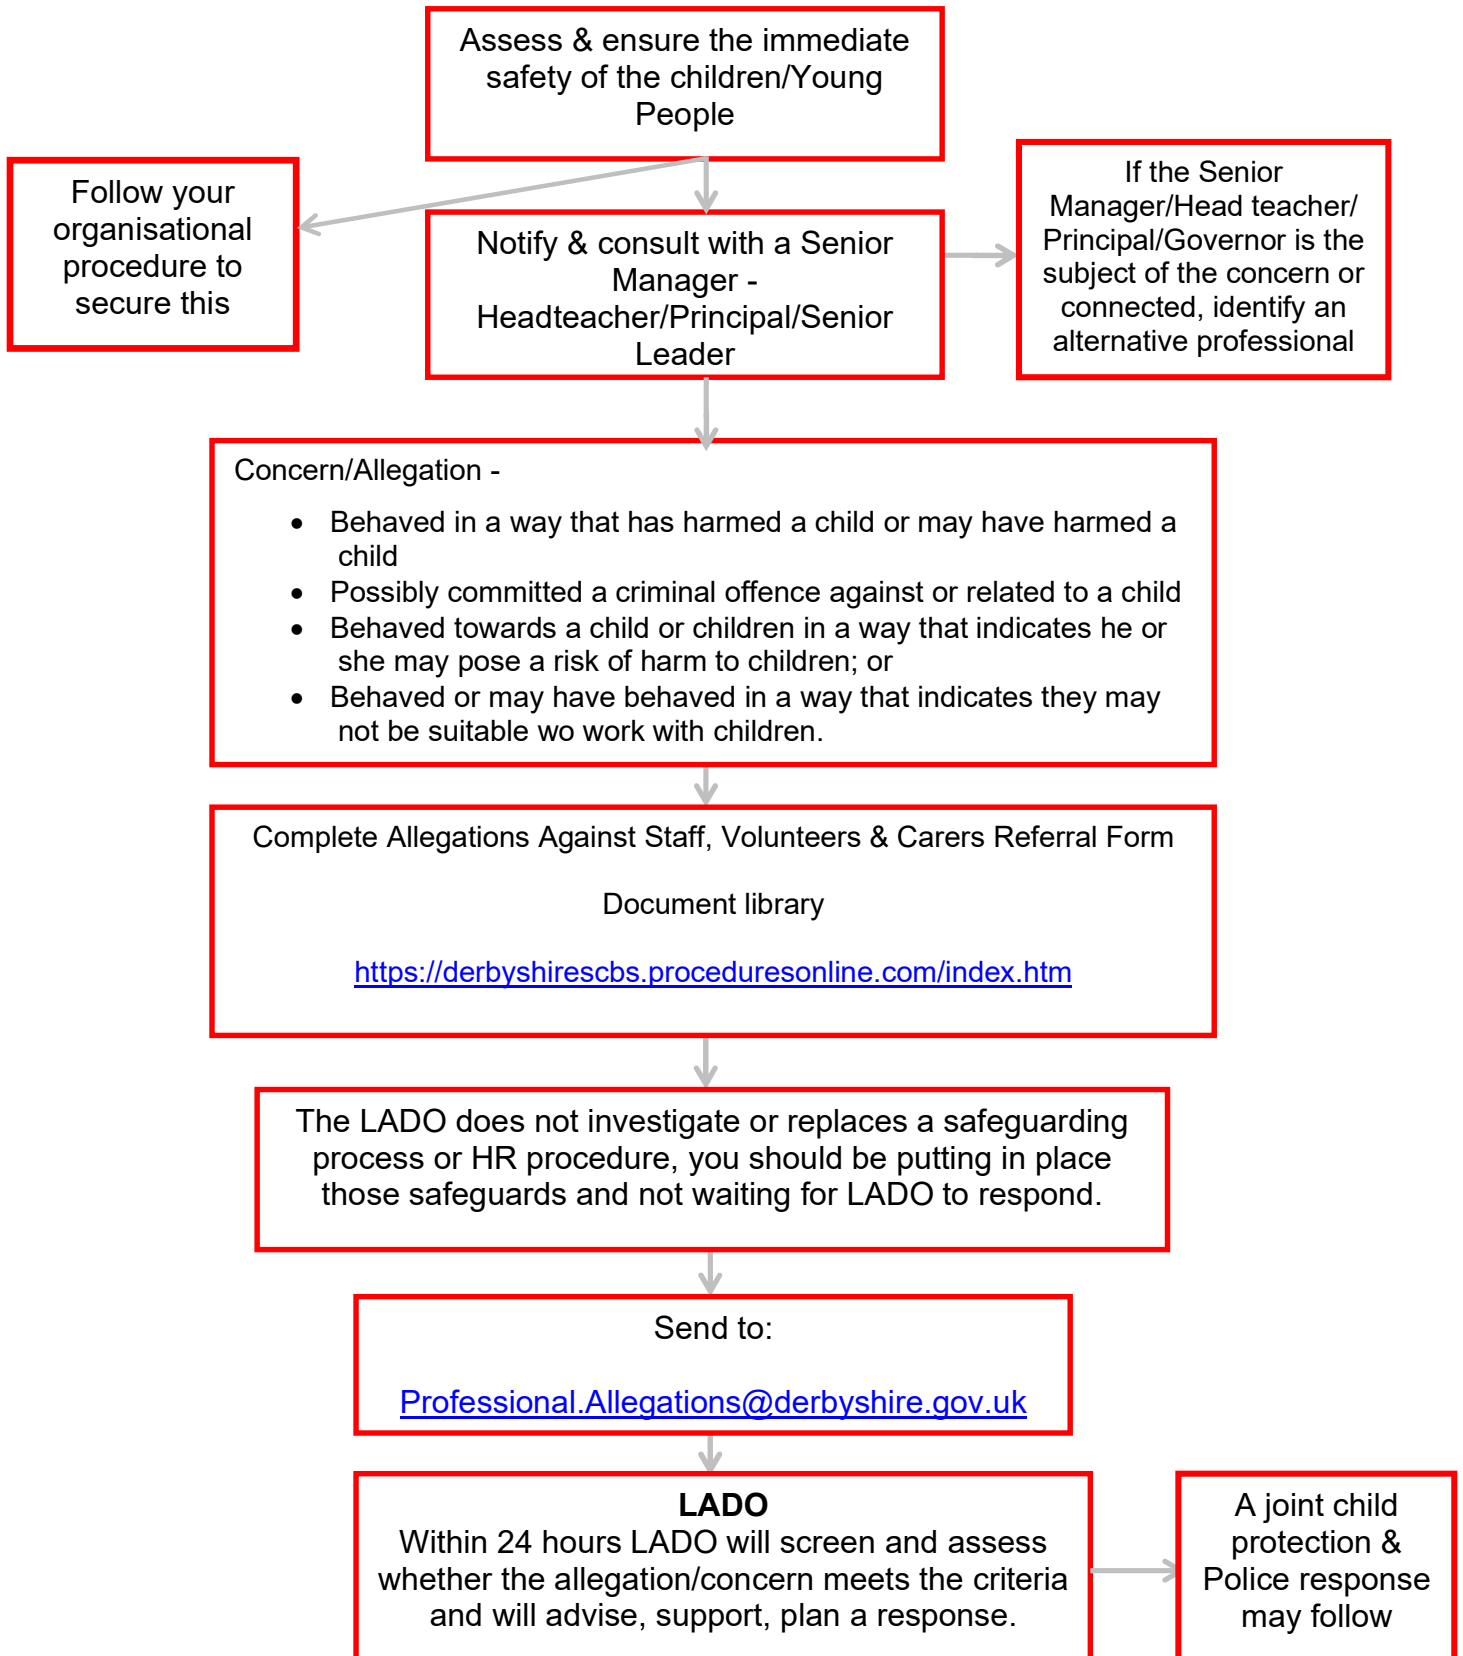 Assess & ensure the immediate
safety of the children/Young
People
Follow your
organisational
procedure to
secure this
Notify & consult with a Senior
Manager -
Headteacher/Principal/Senior
Leader
If the Senior
Manager/Head teacher/
Principal/Governor is the
subject of the concern or
connected, identify an
alternative professional
Concern/Allegation -
• Behaved in a way that has harmed a child or may have harmed a
child
• Possibly committed a criminal offence against or related to a child
• Behaved towards a child or children in a way that indicates he or
she may pose a risk of harm to children; or
• Behaved or may have behaved in a way that indicates they may
not be suitable wo work with children.
Complete Allegations Against Staff, Volunteers & Carers Referral Form
Document library
https://derbyshirescbs.proceduresonline.com/index.htm
The LADO does not investigate or replaces a safeguarding
process or HR procedure, you should be putting in place
those safeguards and not waiting for LADO to respond.
Send to:
Professional.Allegations@derbyshire.gov.uk
LADO
Within 24 hours LADO will screen and assess
whether the allegation/concern meets the criteria
and will advise, support, plan a response.
A joint child
protection &
Police response
may follow